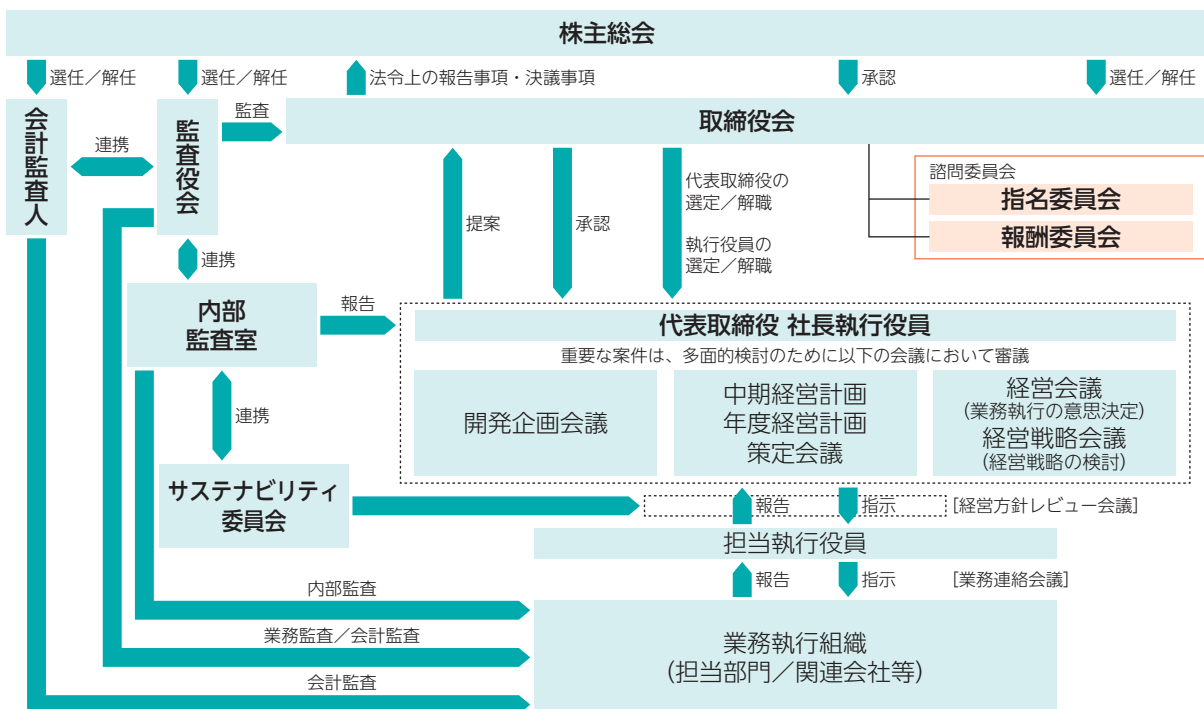 株主総会
選任／解任
選任／解任
法令上の報告事項・決議事項
承認
選任／解任
会計監査人
連携
監査役会
監査
取締役会
諮問委員会
指名委員会
報酬委員会
提案
承認
代表取締役の
選定／解職
執行役員の
選定／解職
連携
内部
監査室
報告
代表取締役 社長執行役員
重要な案件は、多面的検討のために以下の会議において審議
開発企画会議
中期経営計画
年度経営計画
策定会議
経営会議
(業務執行の意思決定)
経営戦略会議
(経営戦略の検討)
連携
サステナビリティ
委員会
報告
指示
[経営方針レビュー会議]
担当執行役員
報告
指示
[業務連絡会議]
内部監査
業務監査／会計監査
会計監査
業務執行組織
(担当部門／関連会社等)